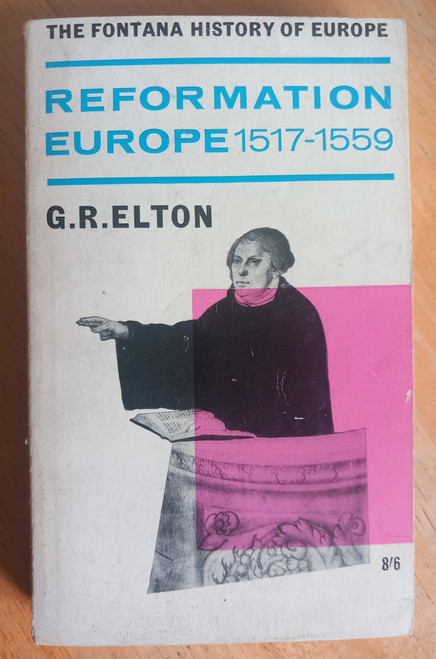 THE FONTANA HISTORY OF EUROPE
REFORMATION
EUROPE 1517-1559
G.R.ELTON
8/6